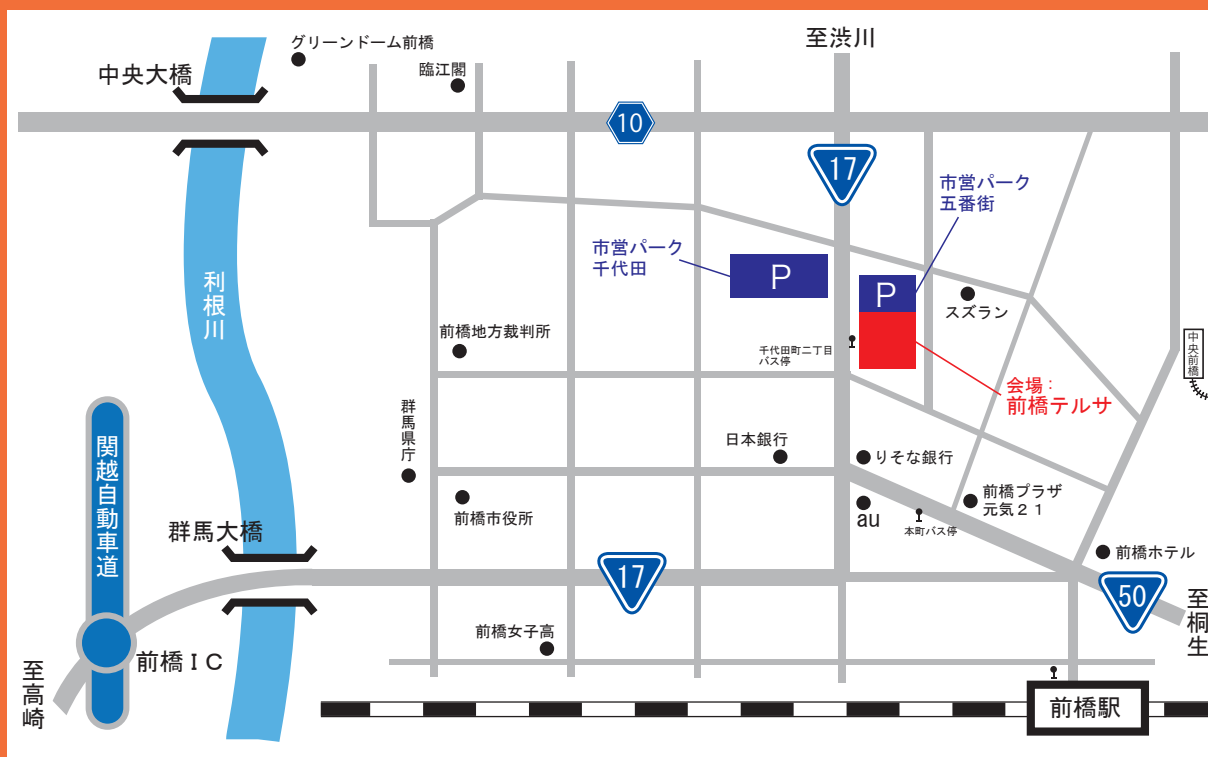 グリーンドーム前橋
至渋川
中央大橋
臨江閣
10
17
市営パーク
五番街
市営パーク
千代田
P
P
利根川
スズラン
前橋地方裁判所
千代田町二丁目
バス停
中央前橋
会場：
前橋テルサ
群馬県庁
関越自動車道
日本銀行
りそな銀行
前橋プラザ
元気２１
前橋市役所
au
本町バス停
群馬大橋
前橋ホテル
17
50
至桐生
前橋女子高
前橋ＩＣ
至高崎
前橋駅